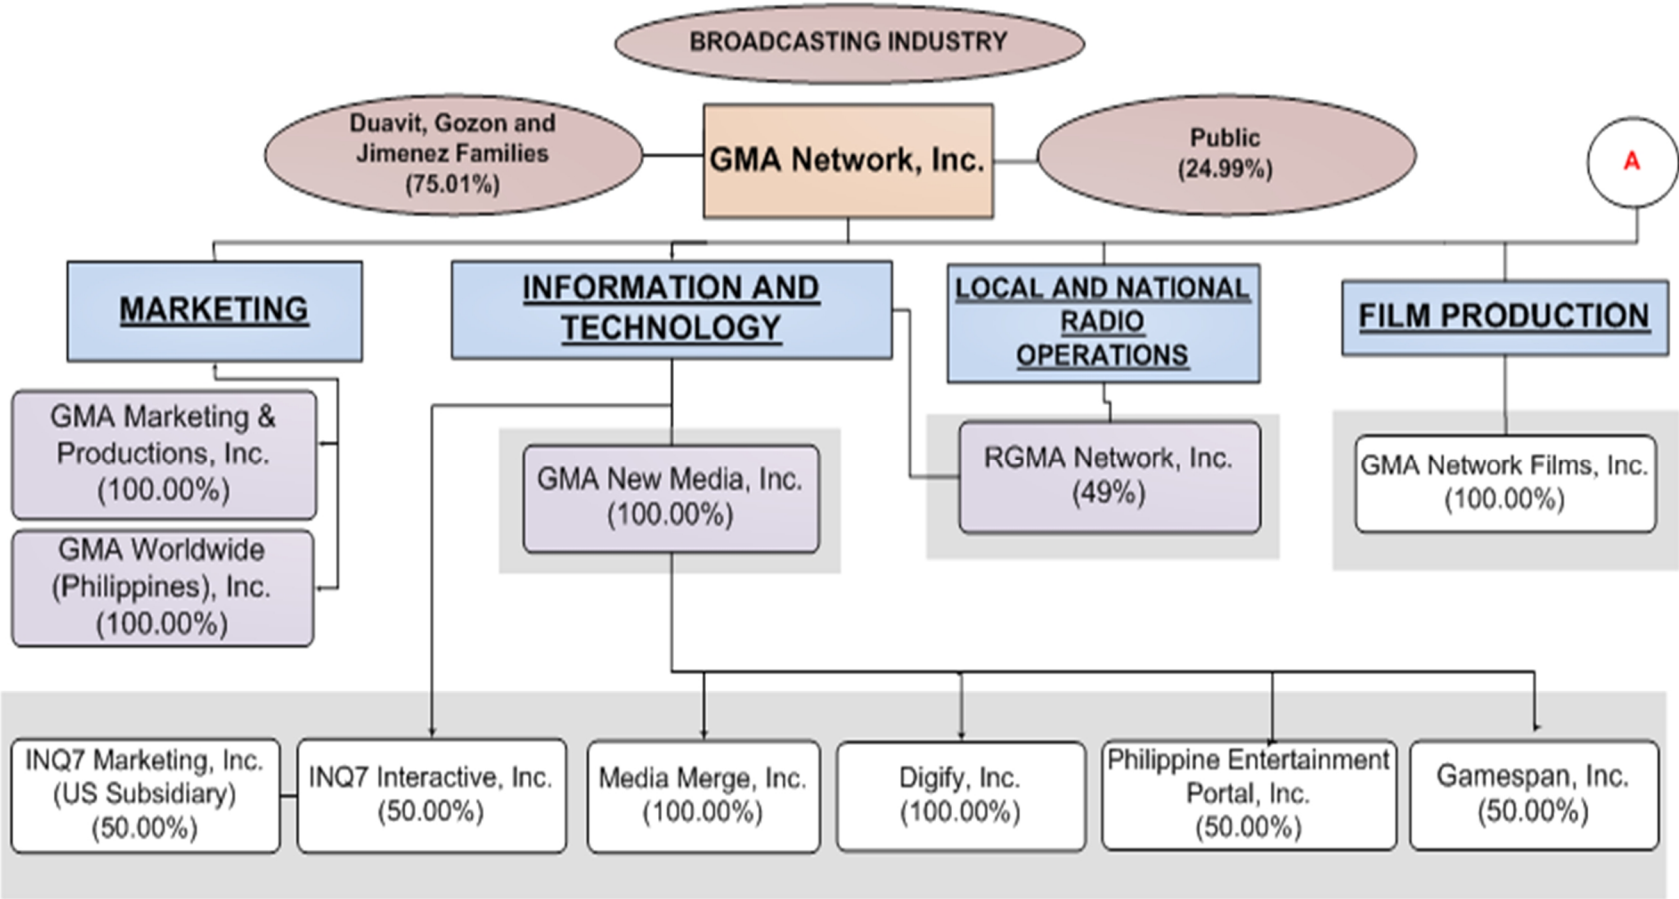 BROADCASTING INDUSTRY
Duavit, Gozon and
Jimenez Families
(75.01%)
GMA Network, Inc.
Public
(24.99%)
A
MARKETING
INFORMATION AND
TECHNOLOGY
LOCAL AND NATIONAL
RADIO
OPERATIONS
FILM PRODUCTION
GMA Marketing &
Productions, Inc.
(100.00%)
GMA Worldwide
(Philippines), Inc.
(100.00%)
GMA New Media, Inc.
(100.00%)
RGMA Network, Inc.
(49%)
GMA Network Films, Inc.
(100.00%)
INQ7 Marketing, Inc.
(US Subsidiary)
(50.00%)
INQ7 Interactive, Inc.
(50.00%)
Media Merge, Inc.
(100.00%)
Digify, Inc.
(100.00%)
Philippine Entertainment
Portal, Inc.
(50.00%)
Gamespan, Inc.
(50.00%)